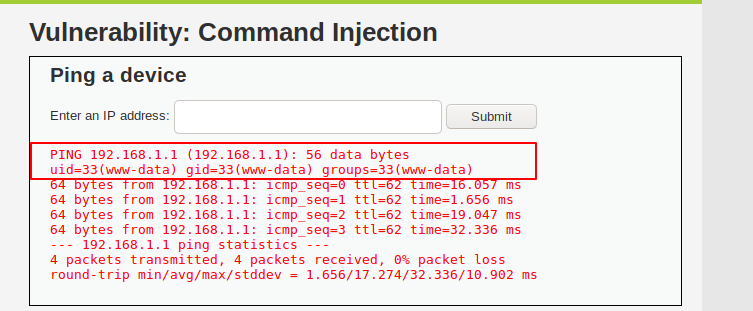 Vulnerability: Command Injection
Ping a device
Enter an IP address: Submit
PING 192.168.1.1 (192.168.1.1): 56 data bytes
uid=33(www-data) gid=33(www-data) groups=33(www-data)
64 bytes from 192.168.1.1: icmp_seq=0 ttl=62 time=16.057 ms
64 bytes from 192.168.1.1: icmp_seq=1 ttl=62 time=1.656 ms
64 bytes from 192.168.1.1: icmp_seq=2 ttl=62 time=19.047 ms
64 bytes from 192.168.1.1: icmp_seq=3 ttl=62 time=32.336 ms
--- 192.168.1.1 ping statistics ---
4 packets transmitted, 4 packets received, 0% packet loss
round-trip min/avg/max/stddev = 1.656/17.274/32.336/10.902 ms